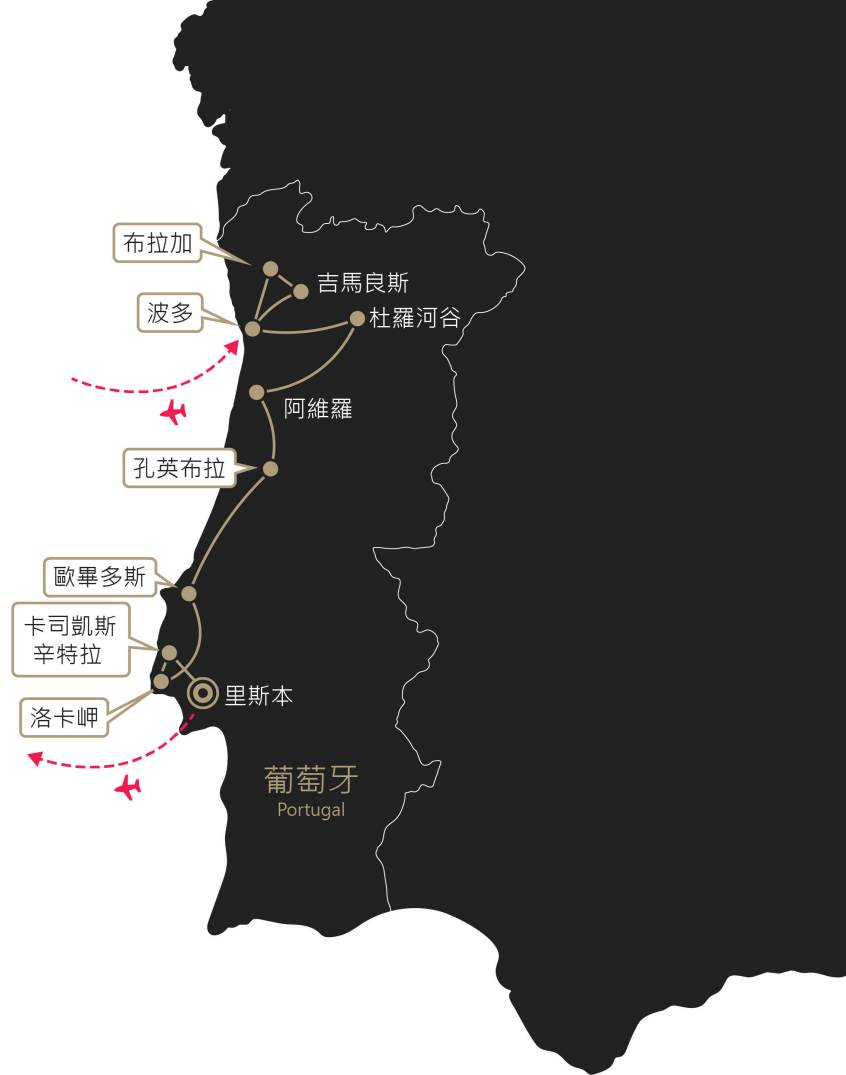 布拉加
吉馬良斯
波多
杜羅河谷
阿維羅
孔英布拉
歐畢多斯
卡司凱斯
辛特拉
里斯本
洛卡岬
葡萄牙
Portugal